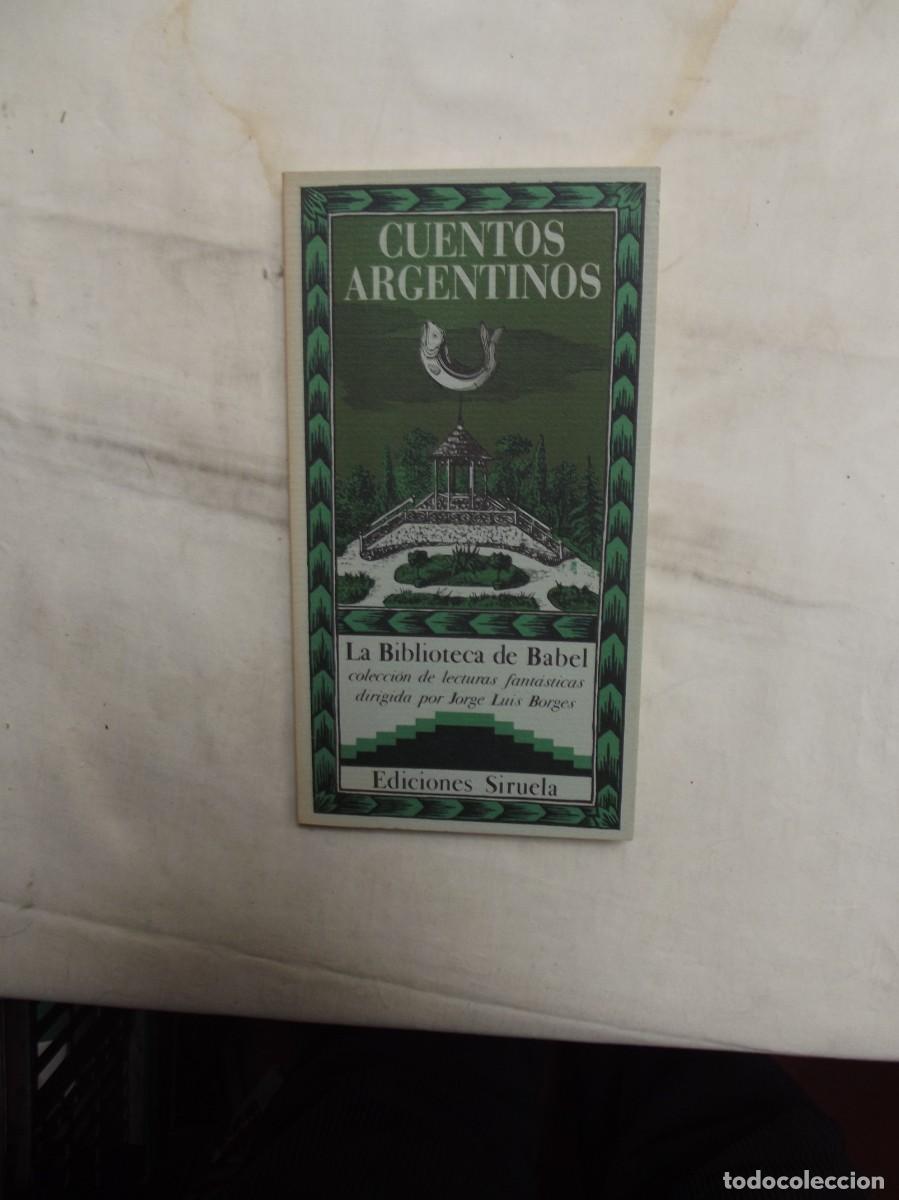 CUENTOS
ARGENTINOS
La Biblioteca de Babel
colección de lecturas fantásticas
dirigida por Jorge Luis Borges
Ediciones Siruela
todocoleccion